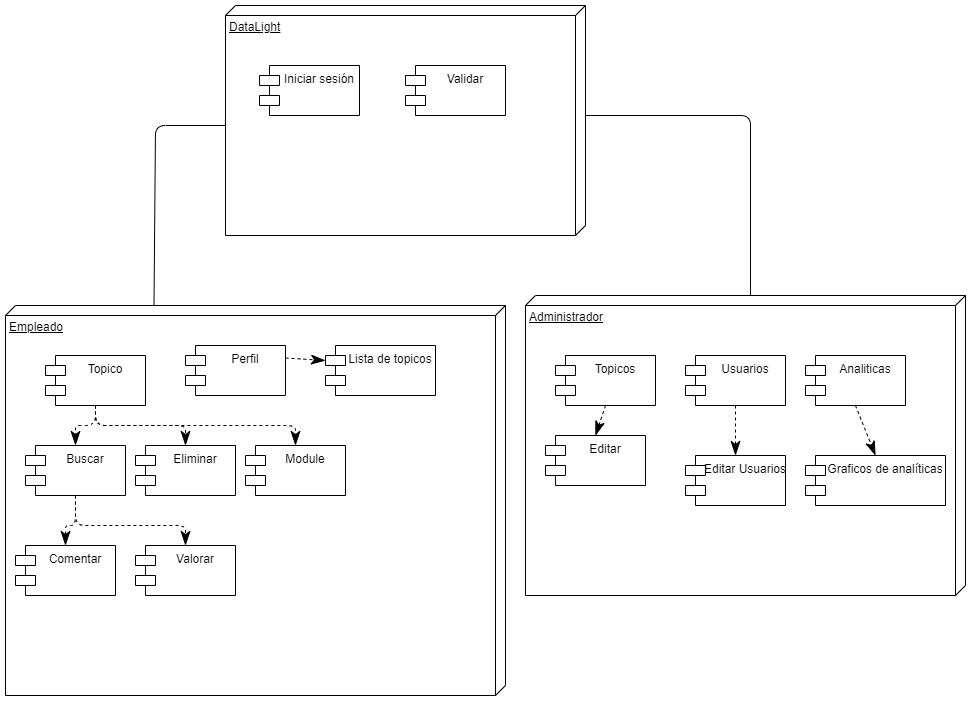 DataLight
Iniciar sesión
Validar
Empleado
Topico
Perfil
Lista de topicos
Buscar
Eliminar
Module
Comentar
Valorar
Administrador
Topicos
Usuarios
Analiticas
Editar
Editar Usuarios
Graficos de analíticas